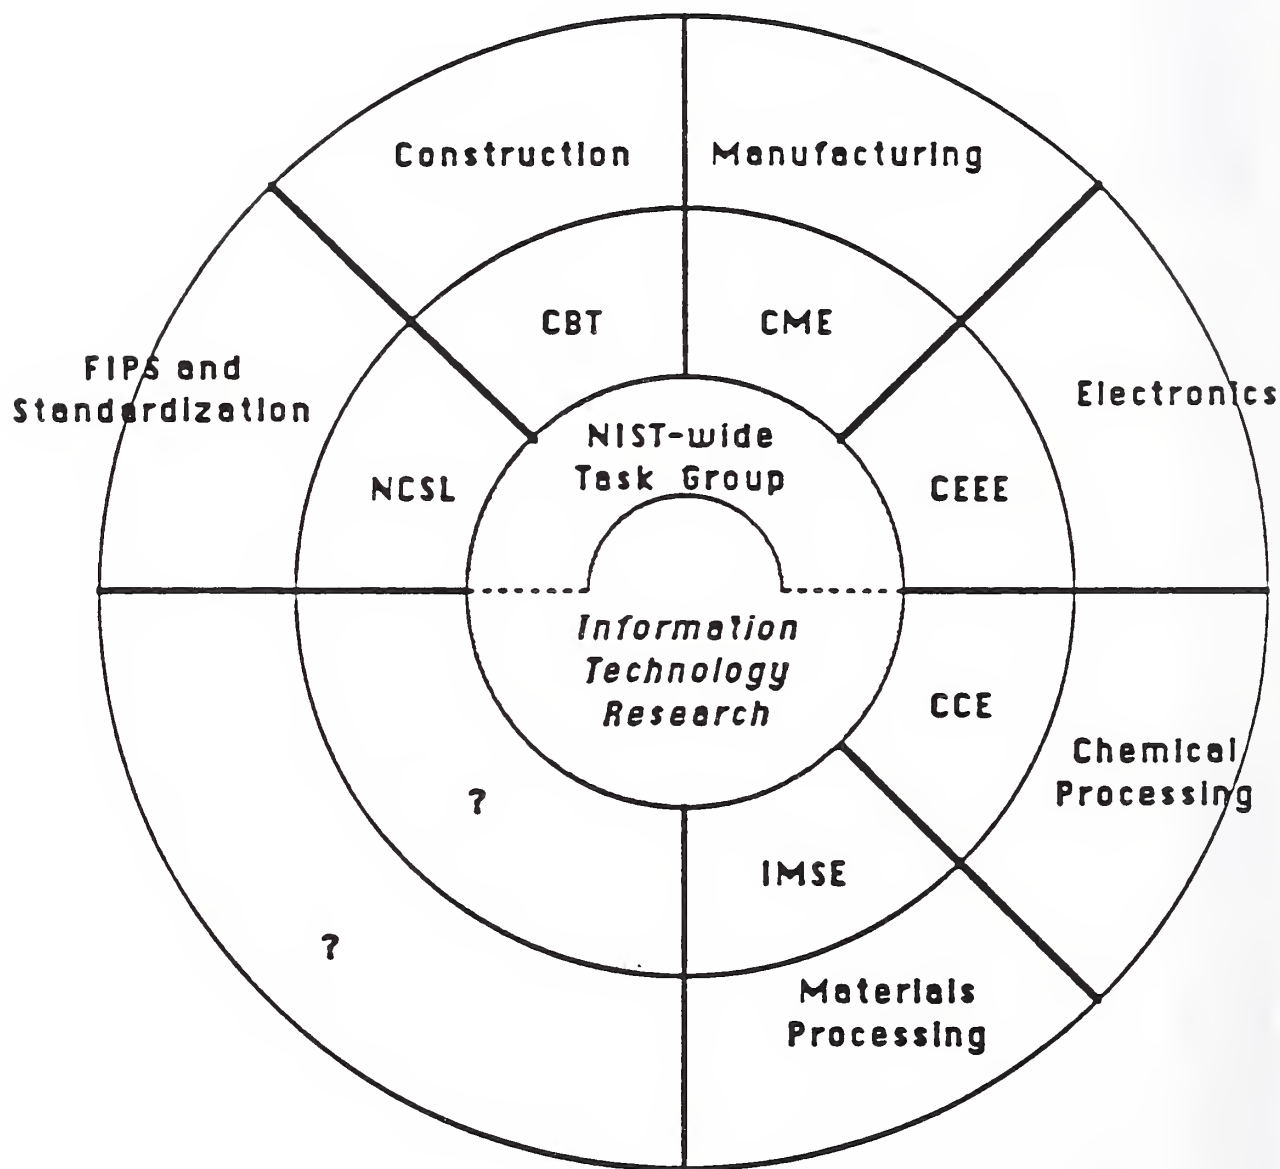 Construction
Manufacturing
CBT
CME
FIPS and
Standardization
Electronics
NIST-wide
Task Group
NCSL
CEEE
Information
Technology
Research
CCE
Chemical
Processing
?
IMSE
?
Materials
Processing